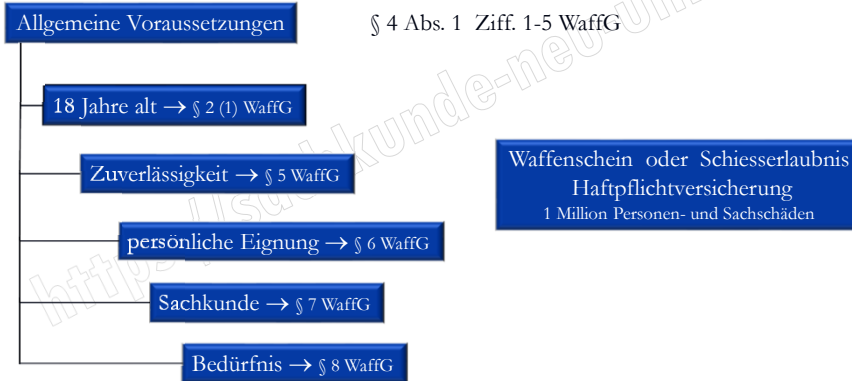 Allgemeine Voraussetzungen
§ 4 Abs. 1 Ziff. 1-5 WaffG
18 Jahre alt → § 2 (1) WaffG
Zuverlässigkeit → § 5 WaffG
persönliche Eignung → § 6 WaffG
Sachkunde → § 7 WaffG
Bedürfnis → § 8 WaffG
Waffenschein oder Schiesserlaubnis
Haftpflichtversicherung
1 Million Personen- und Sachschäden